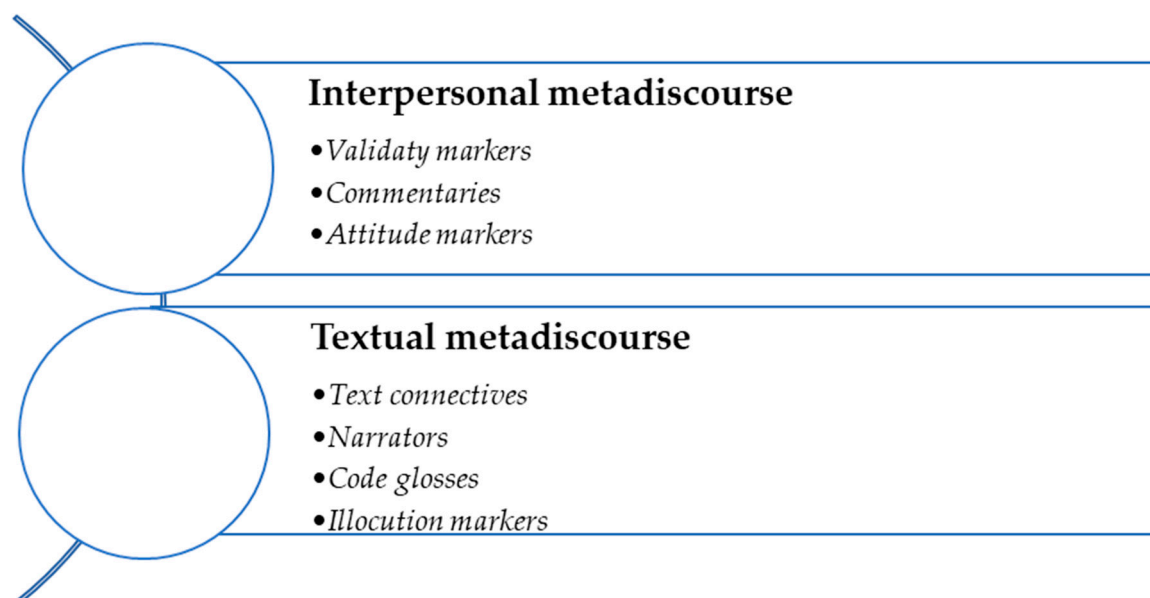 Interpersonal metadiscourse
•Validaty markers
•Commentaries
•Attitude markers
Textual metadiscourse
•Text connectives
•Narrators
•Code glosses
•Illocution markers